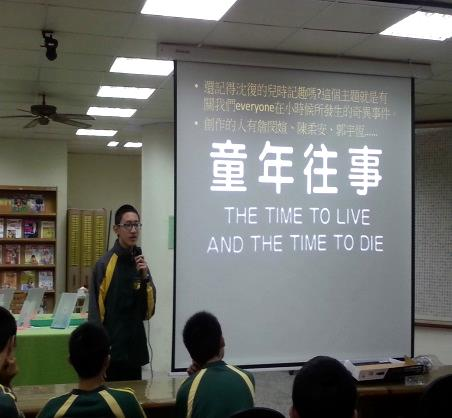 • 還記得沈復的兒時記趣嗎?這個主題就是有
關我們everyone在小時候所發生的奇異事件。
• 創作的人有詹閔媗、陳柔安、郭宇恆......
童年往事
THE TIME TO LIVE
AND THE TIME TO DIE